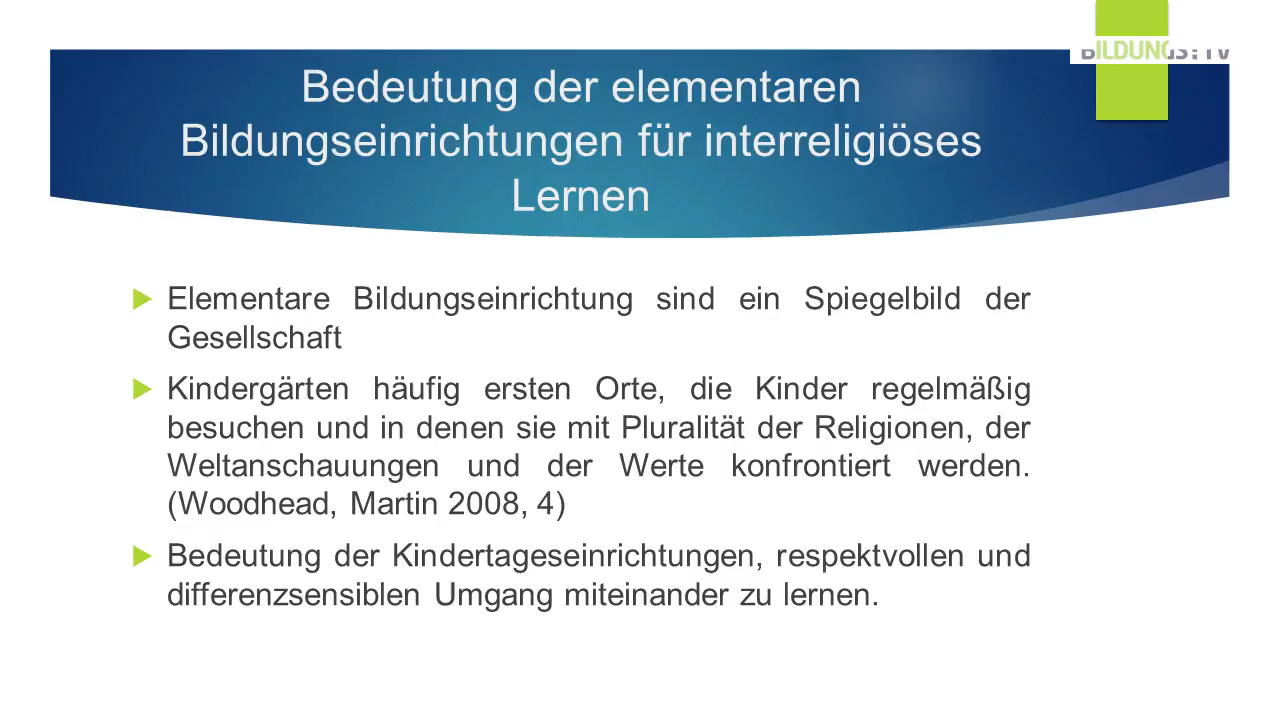 BILDUNGS:TV
Bedeutung der elementaren
Bildungseinrichtungen für interreligiöses
Lernen
Elementare Bildungseinrichtung sind ein Spiegelbild der
Gesellschaft
Kindergärten häufig ersten Orte, die Kinder regelmäßig
besuchen und in denen sie mit Pluralität der Religionen, der
Weltanschauungen und der Werte konfrontiert werden.
(Woodhead, Martin 2008, 4)
Bedeutung der Kindertageseinrichtungen, respektvollen und
differenzsensiblen Umgang miteinander zu lernen.